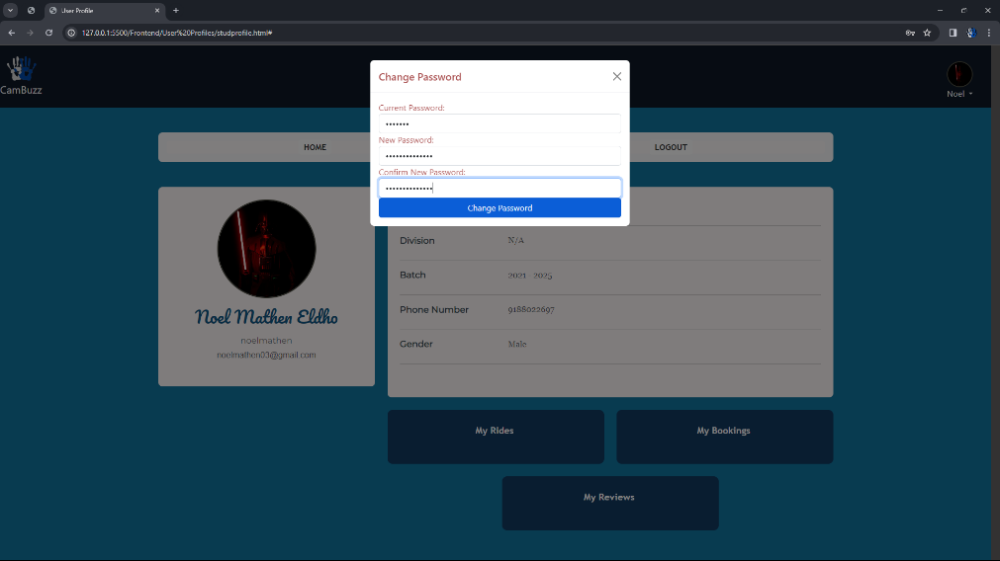 User Profile
127.0.0.1:5500/Frontend/User%20Profiles/studprofile.html#
CamBuzz
Noel
HOME
LOGOUT
Change Password
Current Password:
•••••••
New Password:
••••••••••••••
Confirm New Password:
••••••••••••••
Change Password
Noel Mathen Eldho
noelmathen
noelmathen03@gmail.com
Division N/A
Batch 2021 - 2025
Phone Number 9188022697
Gender Male
My Rides
My Bookings
My Reviews